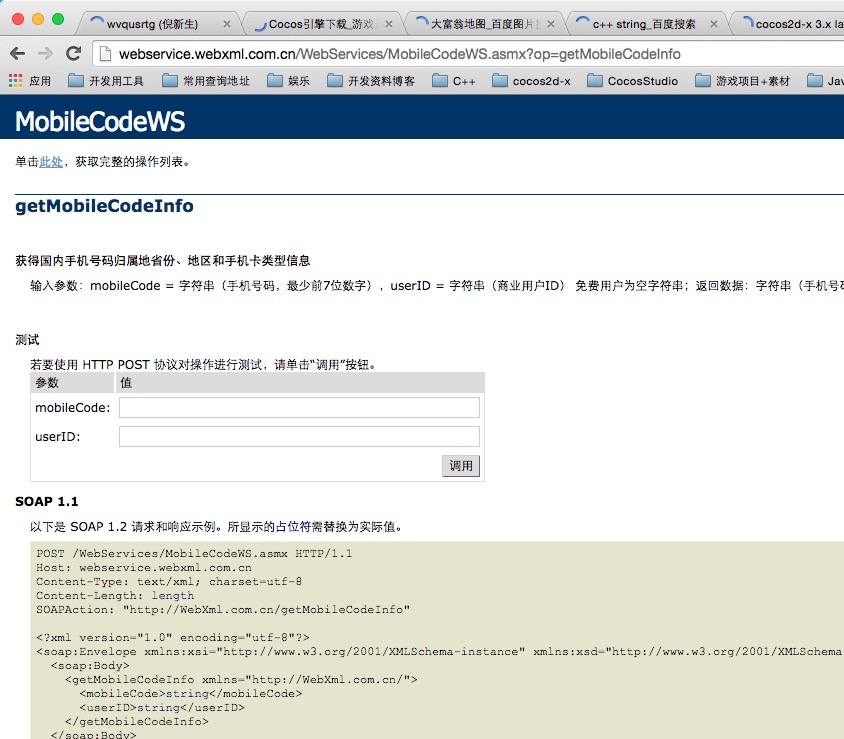 wvqusrtg (倪新生)
Cocos引擎下载_游戏
大富翁地图_百度图片
c++ string_百度搜索
cocos2d-x 3.x
webservice.webxml.com.cn/WebServices/MobileCodeWS.asmx?op=getMobileCodeInfo
应用 开发用工具 常用查询地址 娱乐 开发资料博客 C++ cocos2d-x CocosStudio 游戏项目+素材
MobileCodeWS
单击此处，获取完整的操作列表。
getMobileCodeInfo
获得国内手机号码归属地省份、地区和手机卡类型信息
输入参数：mobileCode = 字符串（手机号码，最少前7位数字），userID = 字符串（商业用户ID） 免费用户为空字符串；返回数据：字符串（手机号
测试
若要使用 HTTP POST 协议对操作进行测试，请单击“调用”按钮。
参数 值
mobileCode:
userID:
调用
SOAP 1.1
以下是 SOAP 1.2 请求和响应示例。所显示的占位符需替换为实际值。
POST /WebServices/MobileCodeWS.asmx HTTP/1.1
Host: webservice.webxml.com.cn
Content-Type: text/xml; charset=utf-8
Content-Length: length
SOAPAction: "http://WebXml.com.cn/getMobileCodeInfo"
<?xml version="1.0" encoding="utf-8"?>
<soap:Envelope xmlns:xsi="http://www.w3.org/2001/XMLSchema-instance" xmlns:xsd="http://www.w3.org/2001/XMLSchema
<soap:Body>
<getMobileCodeInfo xmlns="http://WebXml.com.cn/">
<mobileCode>string</mobileCode>
<userID>string</userID>
</getMobileCodeInfo>
</soap:Body>